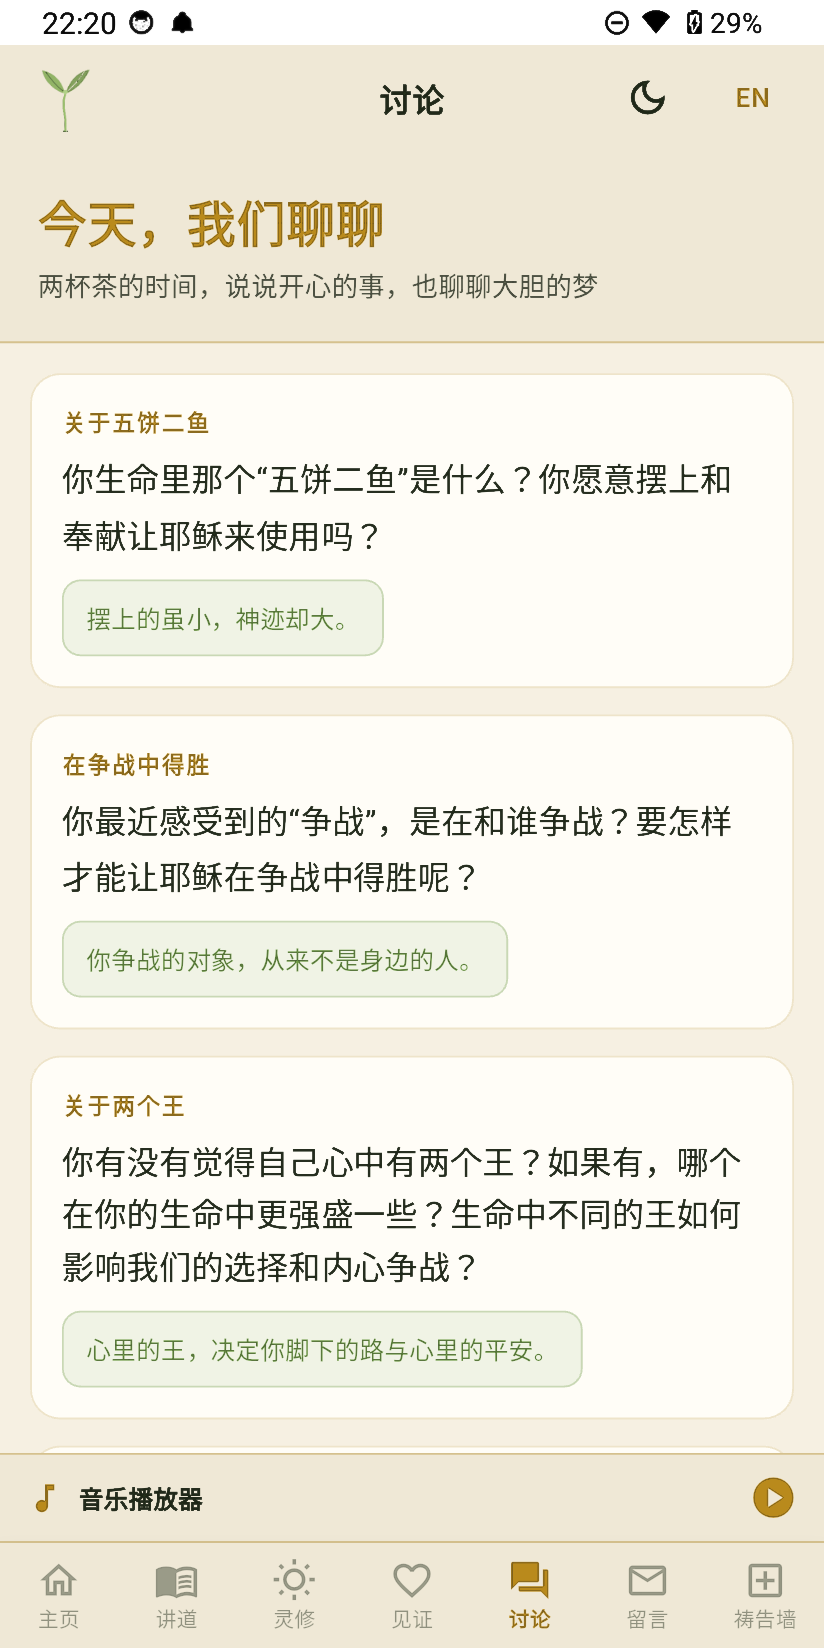 22:20
29%
讨论
EN
今天，我们聊聊
两杯茶的时间，说说开心的事，也聊聊大胆的梦
关于五饼二鱼
你生命里那个“五饼二鱼”是什么？你愿意摆上和
奉献让耶稣来使用吗？
摆上的虽小，神迹却大。
在争战中得胜
你最近感受到的“争战”，是在和谁争战？要怎样
才能让耶稣在争战中得胜呢？
你争战的对象，从来不是身边的人。
关于两个王
你有没有觉得自己心中有两个王？如果有，哪个
在你的生命中更强盛一些？生命中不同的王如何
影响我们的选择和内心争战？
心里的王，决定你脚下的路与心里的平安。
音乐播放器
主页
讲道
灵修
见证
讨论
留言
祷告墙